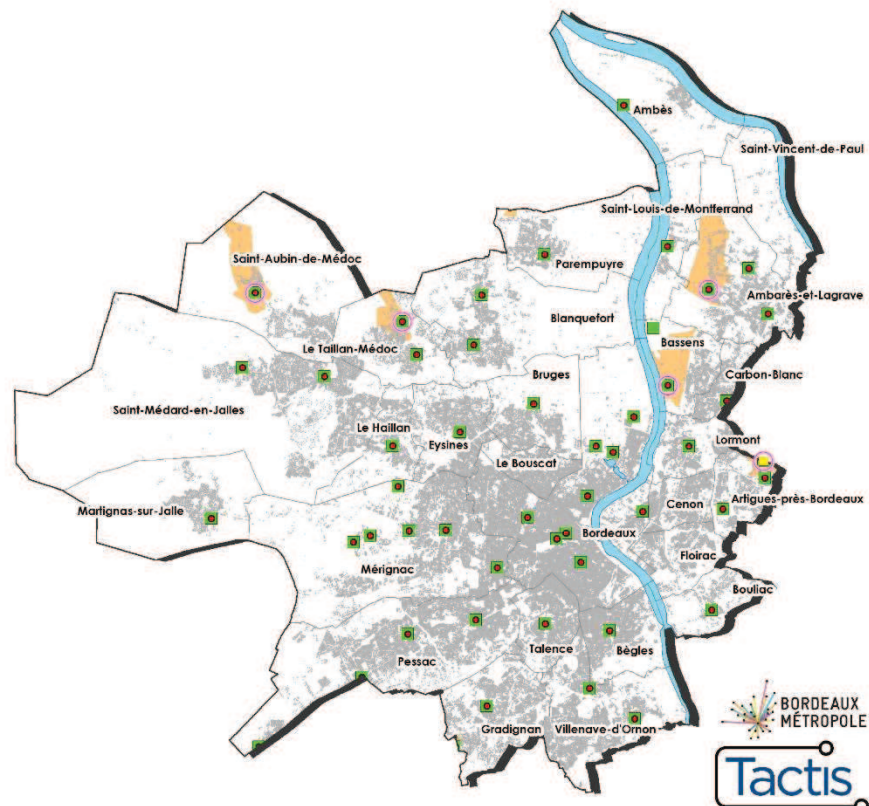 Ambès
Saint-Vincent-de-Paul
Saint-Louis-de-Montferrand
Saint-Aubin-de-Médoc
Parempuyre
Ambarès-et-Lagrave
Blanquefort
Bassens
Le Taillan-Médoc
Carbon-Blanc
Bruges
Saint-Médard-en-Jalles
Le Haillan
Eysines
Lormont
Le Bouscat
Artigues-près-Bordeaux
Martignas-sur-Jalle
Cenon
Bordeaux
Floirac
Mérignac
Bouliac
Talence
Bègles
Pessac
BORDEAUX
MÉTROPOLE
Gradignan
Villenave-d'Ornon
Tactis